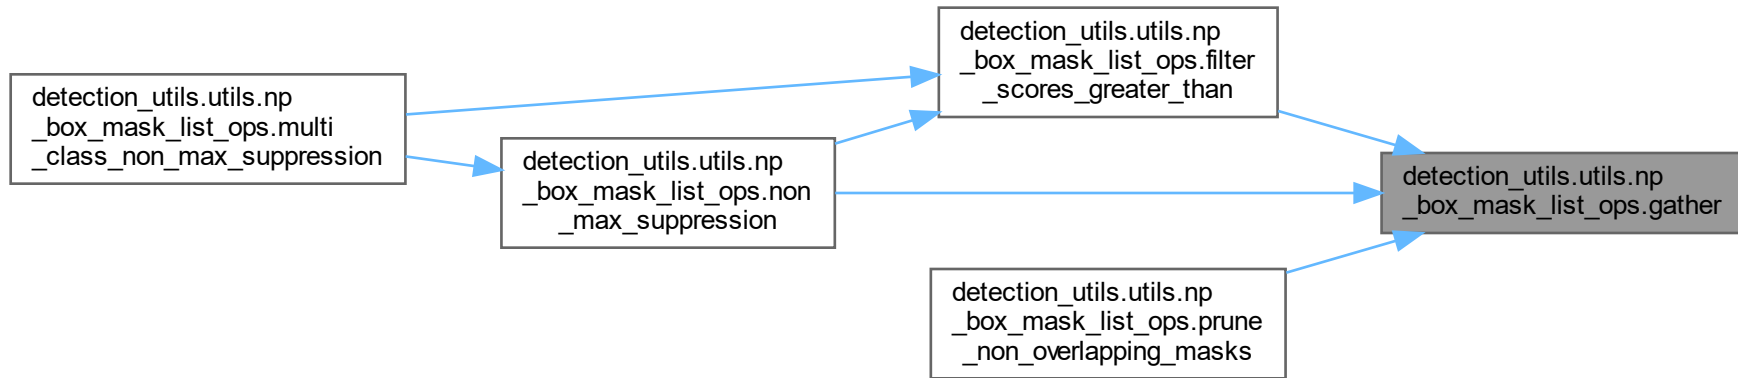 detection_utils.utils.np
_box_mask_list_ops.multi
_class_non_max_suppression
detection_utils.utils.np
_box_mask_list_ops.non
_max_suppression
detection_utils.utils.np
_box_mask_list_ops.filter
_scores_greater_than
detection_utils.utils.np
_box_mask_list_ops.prune
_non_overlapping_masks
detection_utils.utils.np
_box_mask_list_ops.gather